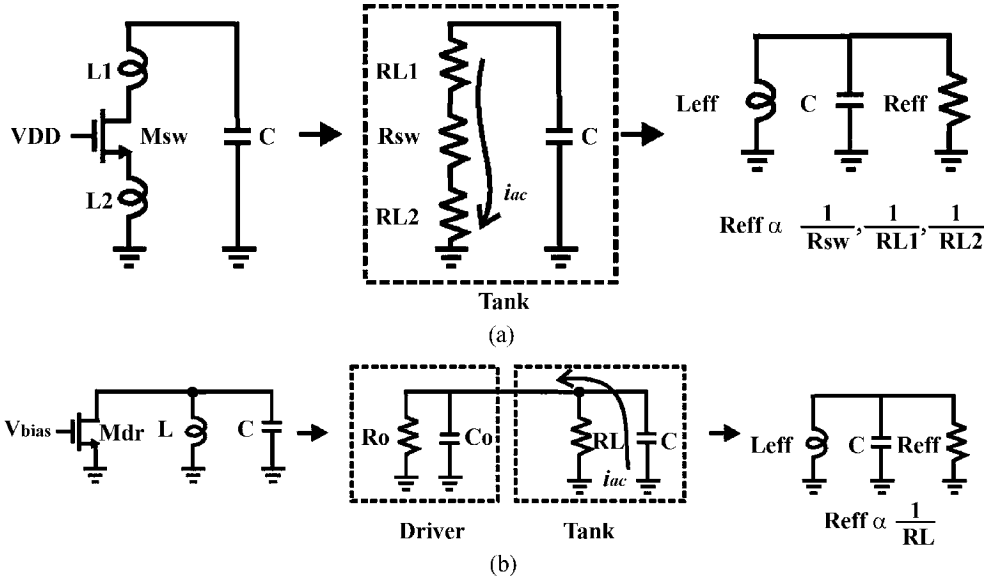 L1
VDD
Msw
C
L2
RL1
Rsw
C
RL2
iac
Tank
Leff
C
Reff
Reff α 1/Rsw, 1/RL1, 1/RL2
(a)
Vbias
Mdr
L
C
Ro
Co
RL
C
iac
Driver
Tank
Leff
C
Reff
Reff α 1/RL
(b)